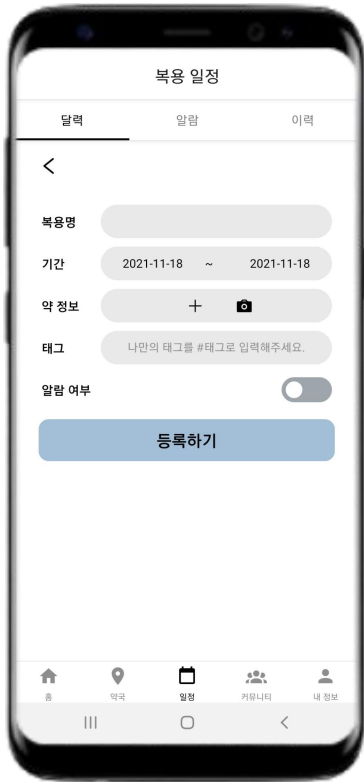 복용 일정
달력 알람 이력
복용명
기간 2021-11-18 ~ 2021-11-18
약 정보
태그 나만의 태그를 #태그로 입력해주세요.
알람 여부
등록하기
홈 약국 일정 커뮤니티 내 정보